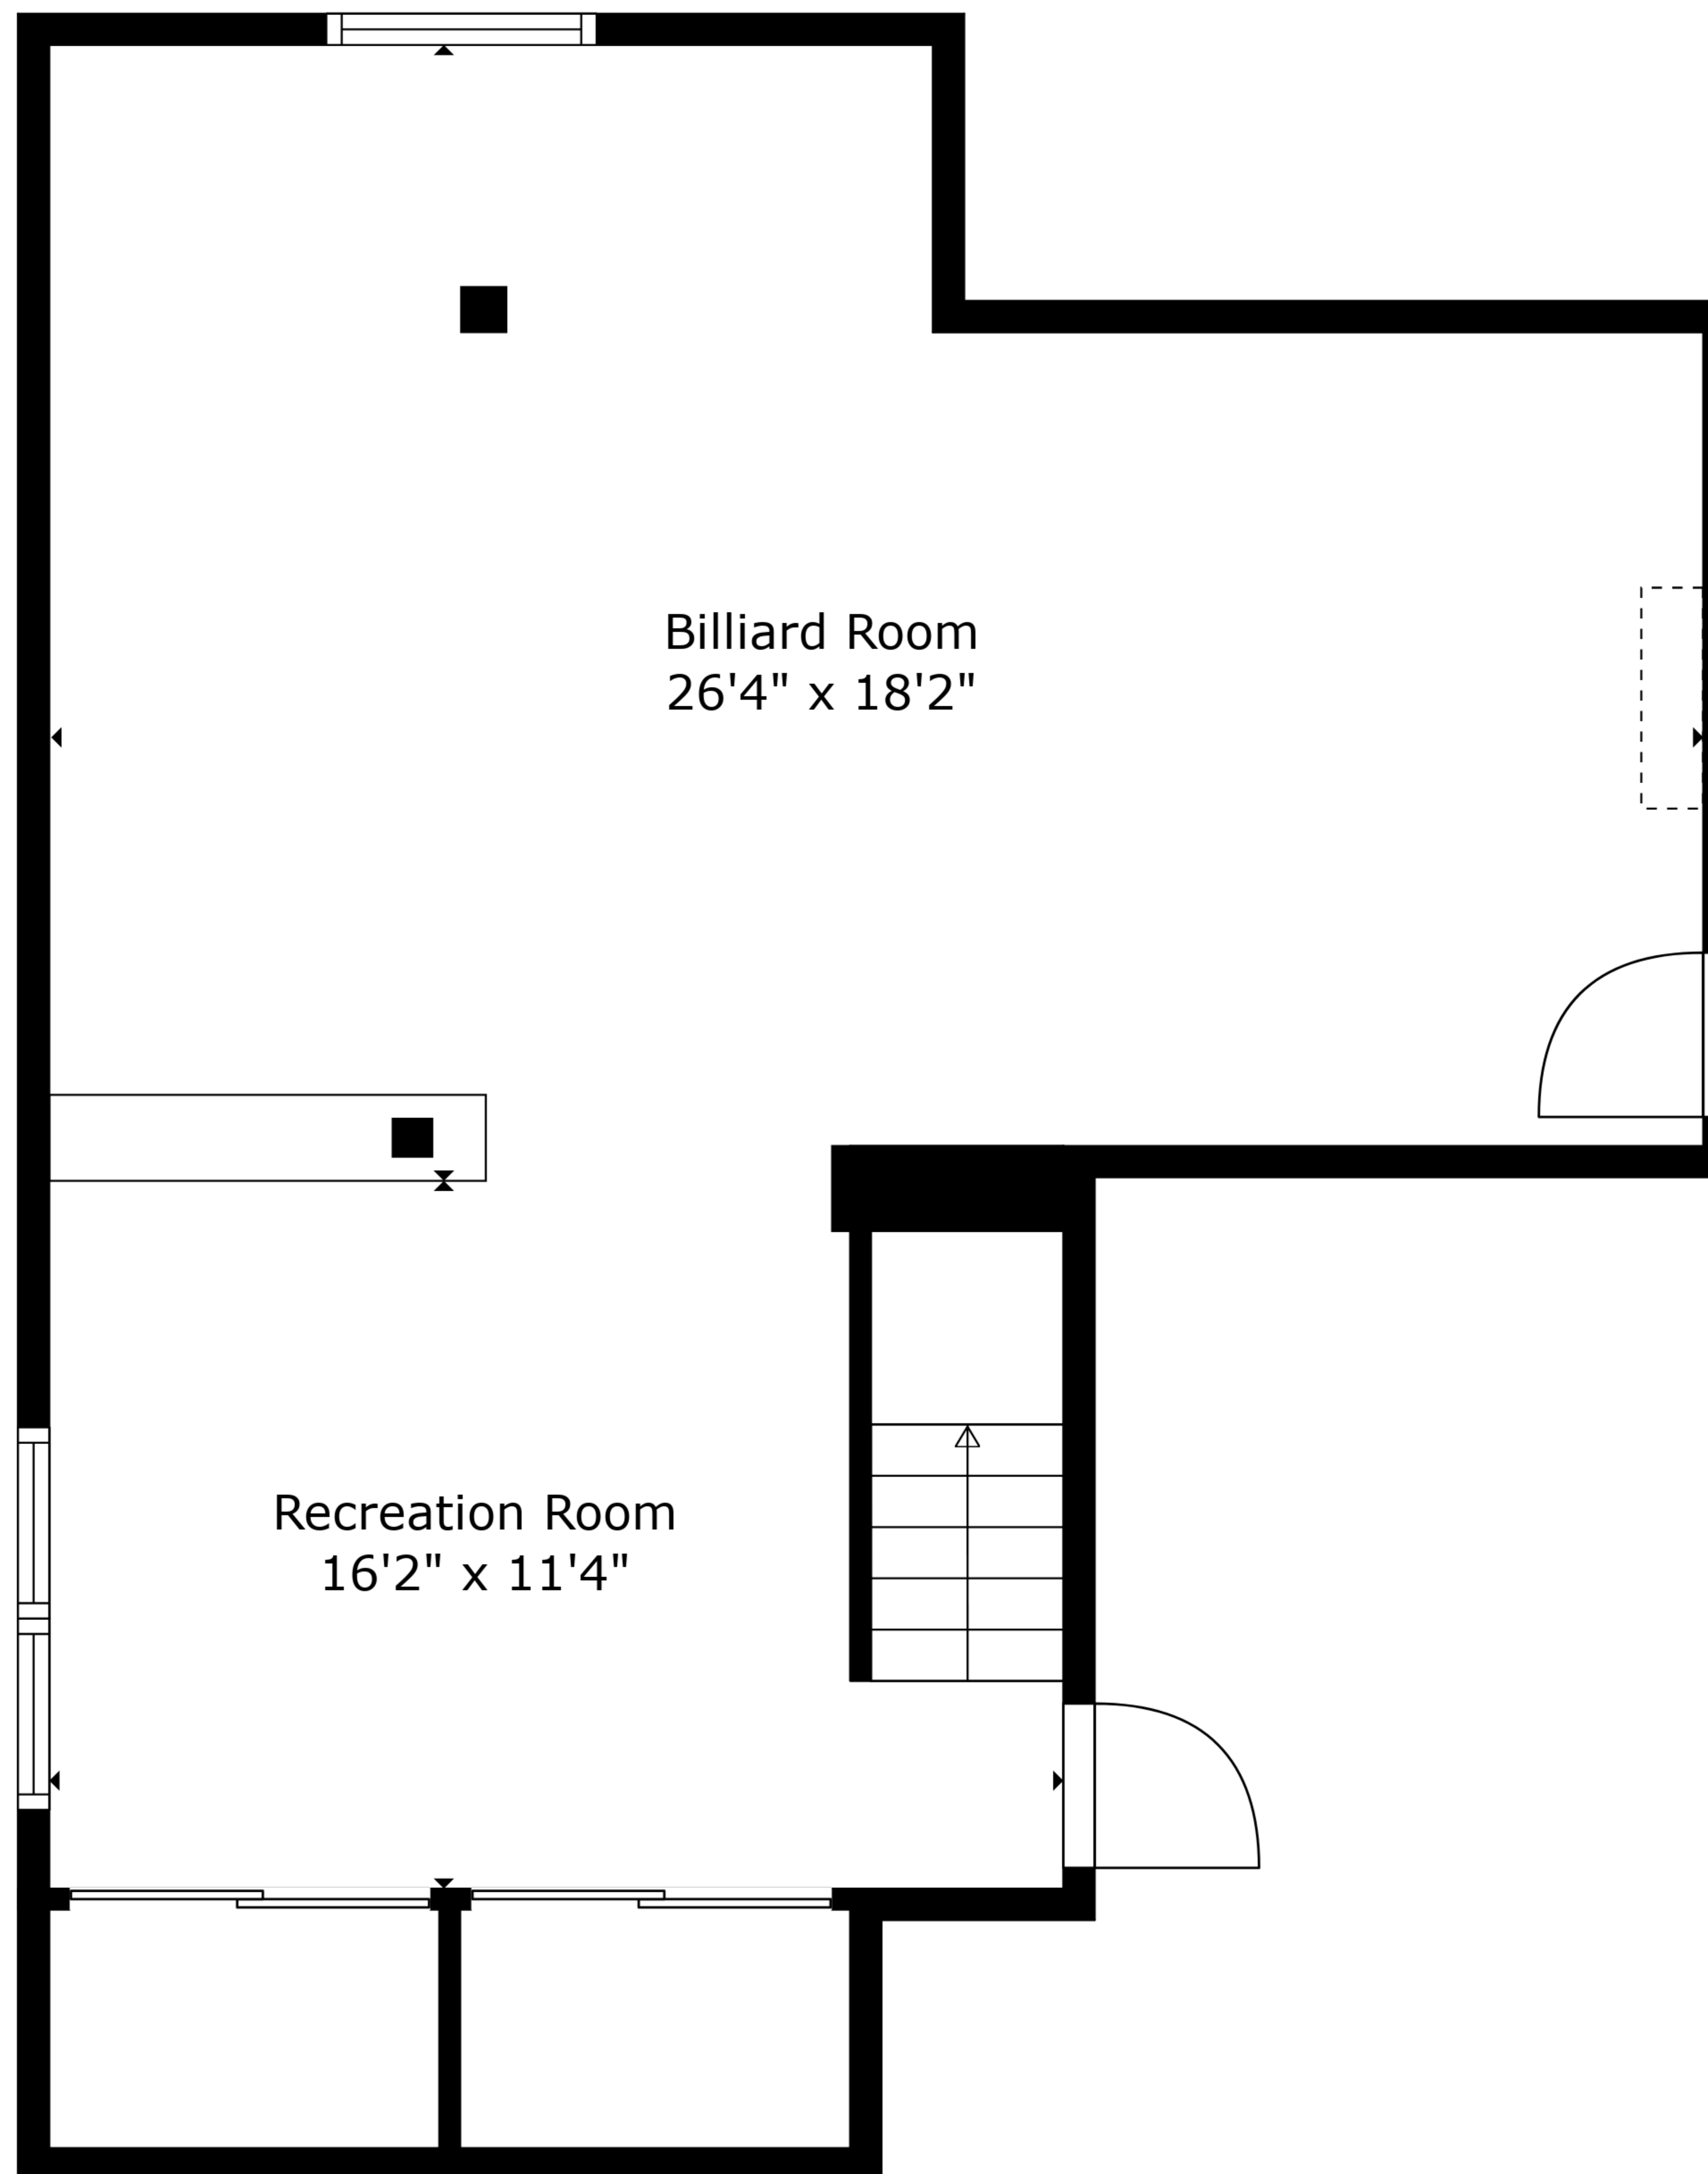 Billiard Room
26'4" x 18'2"
Recreation Room
16'2" x 11'4"